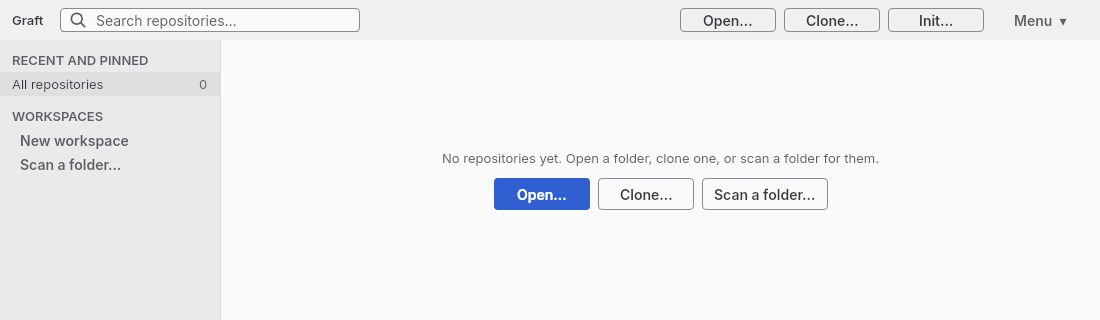 Graft
Search repositories...
Open...
Clone...
Init...
Menu ▾
RECENT AND PINNED
All repositories 0
WORKSPACES
New workspace
Scan a folder...
No repositories yet. Open a folder, clone one, or scan a folder for them.
Open...
Clone...
Scan a folder...